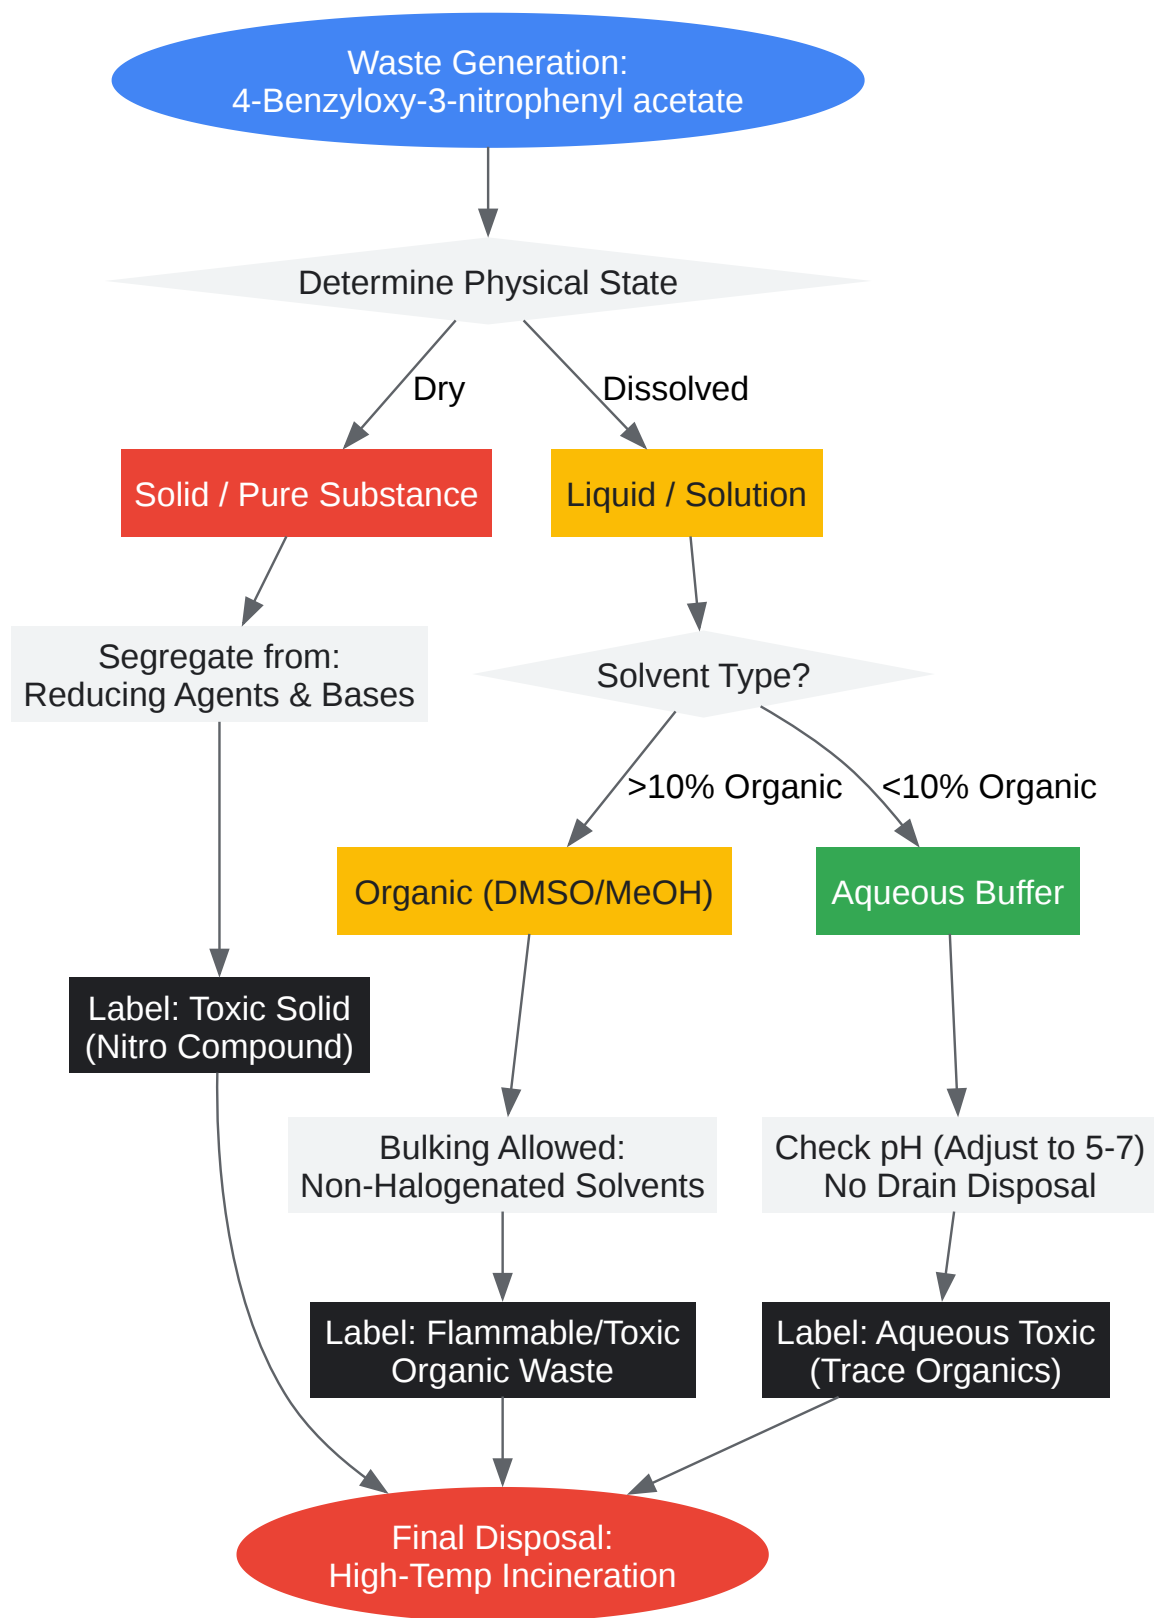 Waste Generation:
4-Benzyloxy-3-nitrophenyl acetate
Determine Physical State
Dry
Dissolved
Solid / Pure Substance
Liquid / Solution
Segregate from:
Reducing Agents & Bases
Solvent Type?
>10% Organic
<10% Organic
Organic (DMSO/MeOH)
Aqueous Buffer
Label: Toxic Solid
(Nitro Compound)
Bulking Allowed:
Non-Halogenated Solvents
Check pH (Adjust to 5-7)
No Drain Disposal
Label: Flammable/Toxic
Organic Waste
Label: Aqueous Toxic
(Trace Organics)
Final Disposal:
High-Temp Incineration